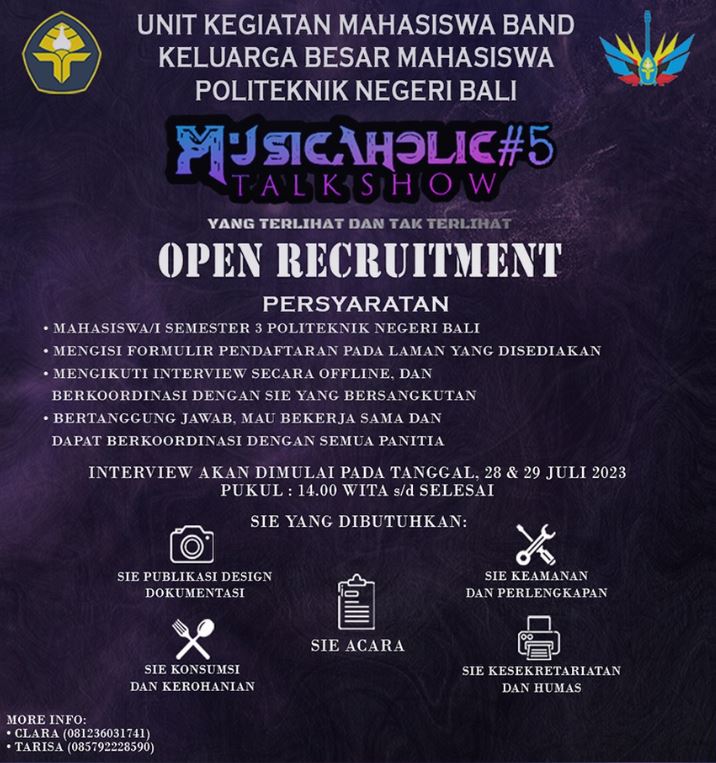 UNIT KEGIATAN MAHASISWA BAND
KELUARGA BESAR MAHASISWA
POLITEKNIK NEGERI BALI
MUSICAHOLIC#5
TALKSHOW
YANG TERLIHAT DAN TAK TERLIHAT
OPEN RECRUITMENT
PERSYARATAN
• MAHASISWA/I SEMESTER 3 POLITEKNIK NEGERI BALI
• MENGISI FORMULIR PENDAFTARAN PADA LAMAN YANG DISEDIAKAN
• MENGIKUTI INTERVIEW SECARA OFFLINE, DAN
BERKOORDINASI DENGAN SIE YANG BERSANGKUTAN
• BERTANGGUNG JAWAB, MAU BEKERJA SAMA DAN
DAPAT BERKOORDINASI DENGAN SEMUA PANITIA
INTERVIEW AKAN DIMULAI PADA TANGGAL, 28 & 29 JULI 2023
PUKUL : 14.00 WITA s/d SELESAI
SIE YANG DIBUTUHKAN:
SIE PUBLIKASI DESIGN
DOKUMENTASI
SIE KEAMANAN
DAN PERLENGKAPAN
SIE ACARA
SIE KONSUMSI
DAN KEROHANIAN
SIE KESEKRETARIATAN
DAN HUMAS
MORE INFO:
• CLARA (081236031741)
• TARISA (085792228590)